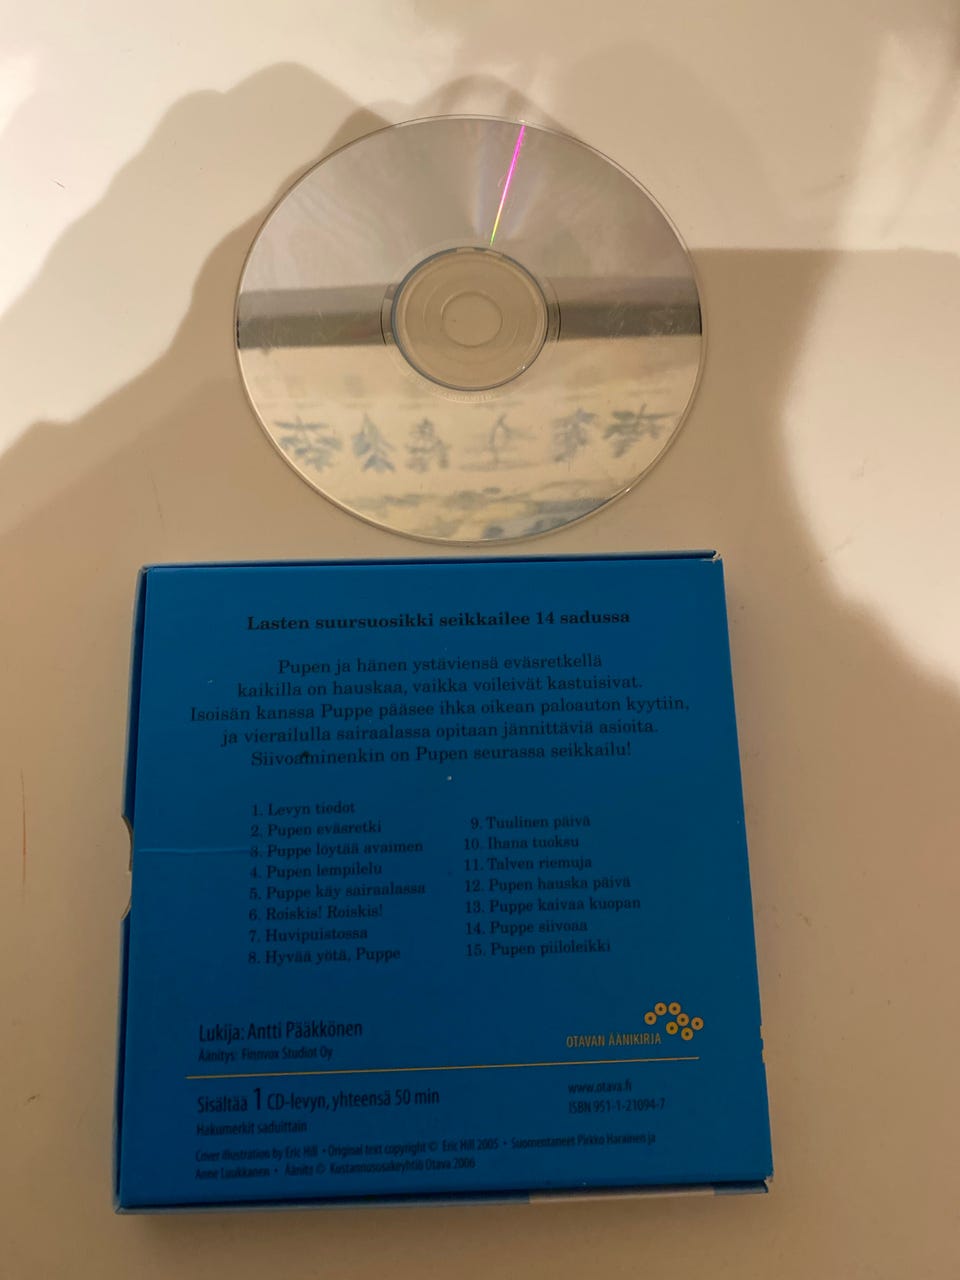 Lasten suursuosikki seikkailee 14 sadussa
Pupen ja hänen ystäviensä eväsretkellä
kaikilla on hauskaa, vaikka voileivät kastuisivat.
Isoisän kanssa Puppe pääsee ihka oikean paloauton kyytiin,
ja vierailulla sairaalassa opitaan jännittäviä asioita.
Siivoaminenkin on Pupen seurassa seikkailu!
1. Levyn tiedot
2. Pupen eväsretki
3. Puppe löytää avaimen
4. Pupen lempilelu
5. Puppe käy sairaalassa
6. Roiskis! Roiskis!
7. Huvipuistossa
8. Hyvää yötä, Puppe
9. Tuulinen päivä
10. Ihana tuoksu
11. Talven riemuja
12. Pupen hauska päivä
13. Puppe kaivaa kuopan
14. Puppe siivoaa
15. Pupen piiloleikki
Lukija: Antti Pääkkönen
Äänitys: Finnvox Studiot Oy
OTAVAN ÄÄNIKIRJA
Sisältää 1 CD-levyn, yhteensä 50 min
Hakumerkit saduittain
www.otava.fi
ISBN 951-1-21094-7
Cover illustration by Eric Hill • Original text copyright © Eric Hill 2005 • Suomentaneet Pirkko Harainen ja
Anne Luukkanen • Äänite © Kustannusosakeyhtiö Otava 2006